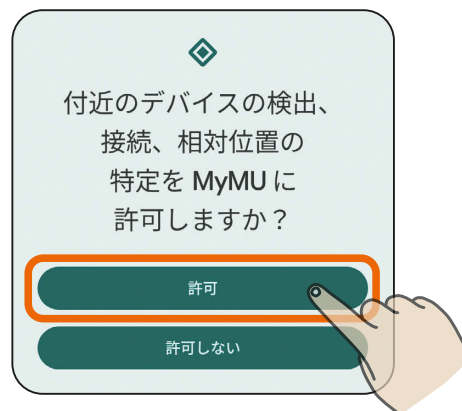 付近のデバイスの検出、
接続、相対位置の
特定を MyMU に
許可しますか？
許可
許可しない